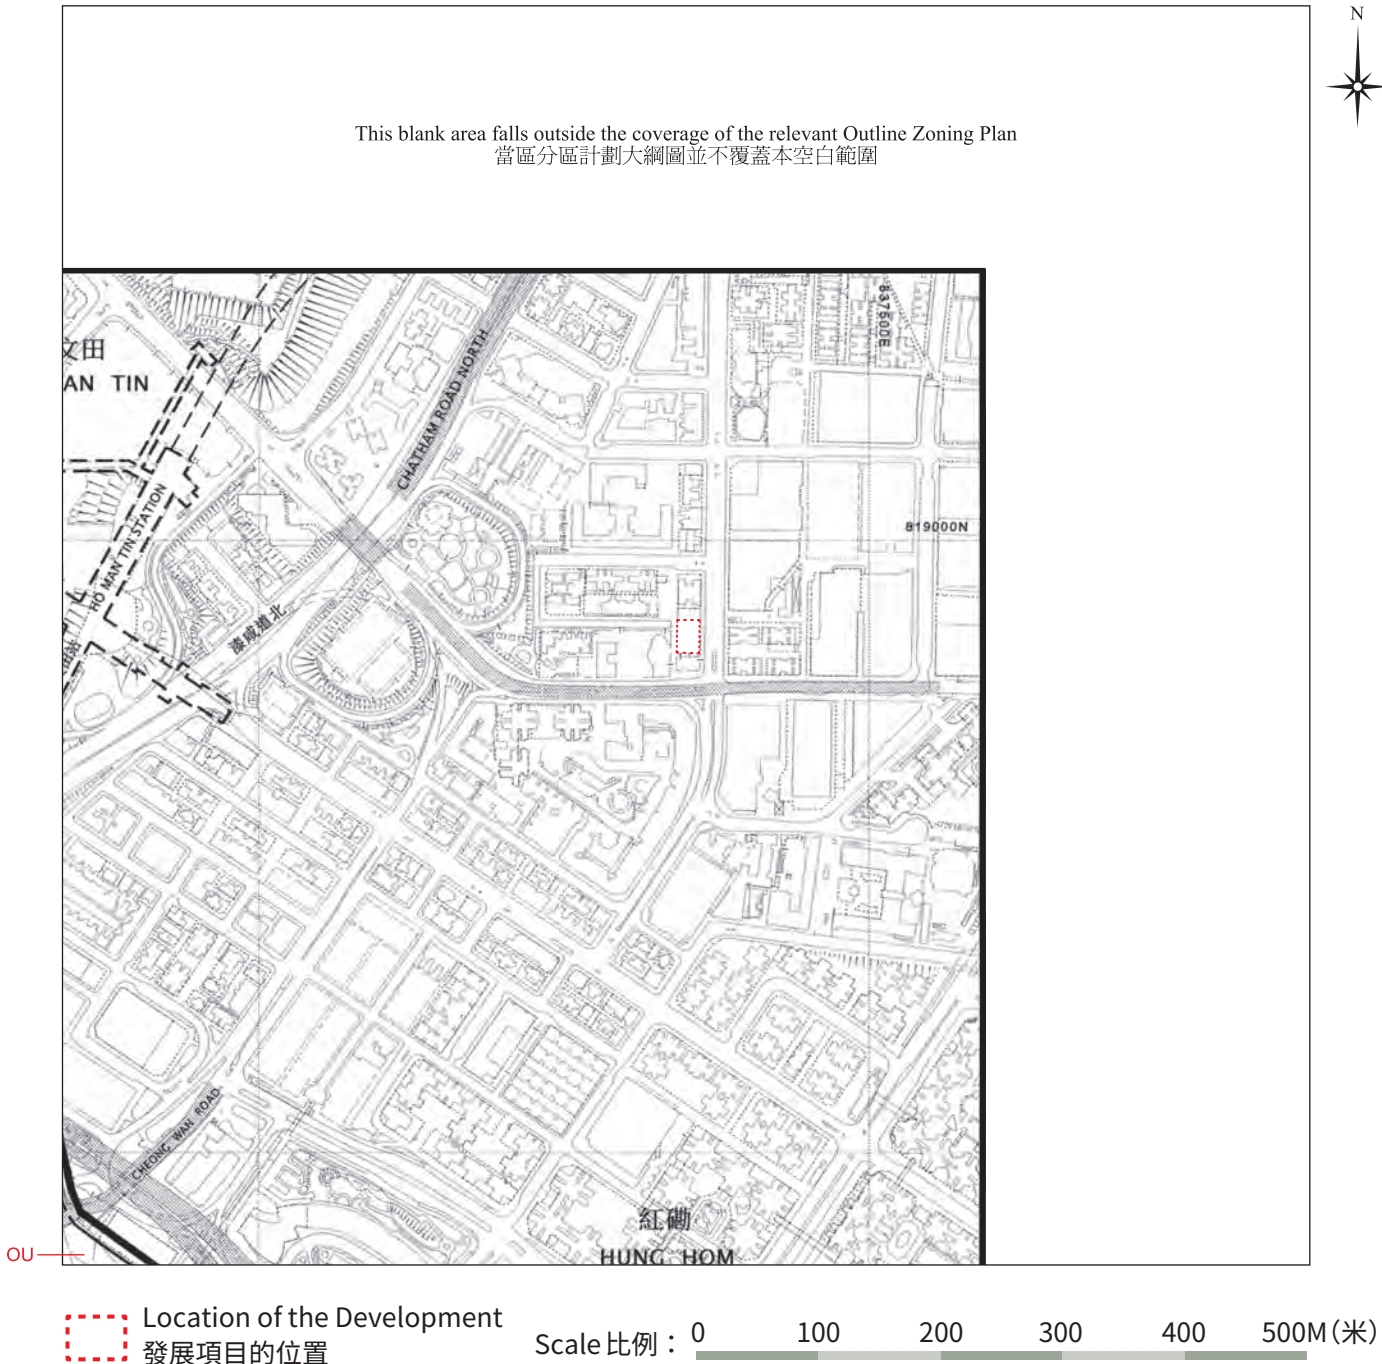 N
This blank area falls outside the coverage of the relevant Outline Zoning Plan
當區分區計劃大綱圖並不覆蓋本空白範圍
837500E
CHATHAM ROAD NORTH
文田
AN TIN
819000N
HO MAN TIN STATION
漆咸道北
CHEONG WAN ROAD
紅磡
HUNG HOM
OU
Location of the Development
發展項目的位置
Scale 比例：
0 100 200 300 400 500M(米)